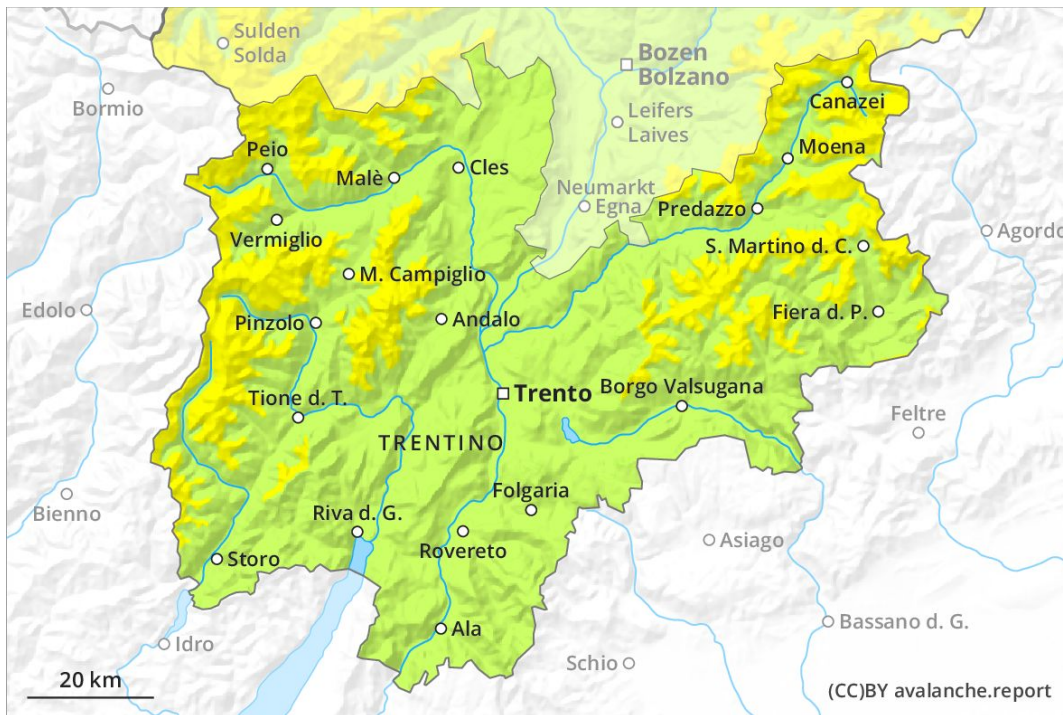 Sulden
Solda
Bozen
Bolzano
Bormio
Canazei
Leifers
Laives
Moena
Peio
Cles
Malè
Neumarkt
Egna
Predazzo
Vermiglio
Agordo
S. Martino d. C.
M. Campiglio
Edolo
Fiera d. P.
Pinzolo
Andalo
Trento
Borgo Valsugana
Tione d. T.
Feltre
TRENTINO
Bienno
Folgaria
Riva d. G.
Asiago
Rovereto
Storo
Bassano d. G.
Ala
Idro
Schio
20 km
(CC)BY avalanche.report